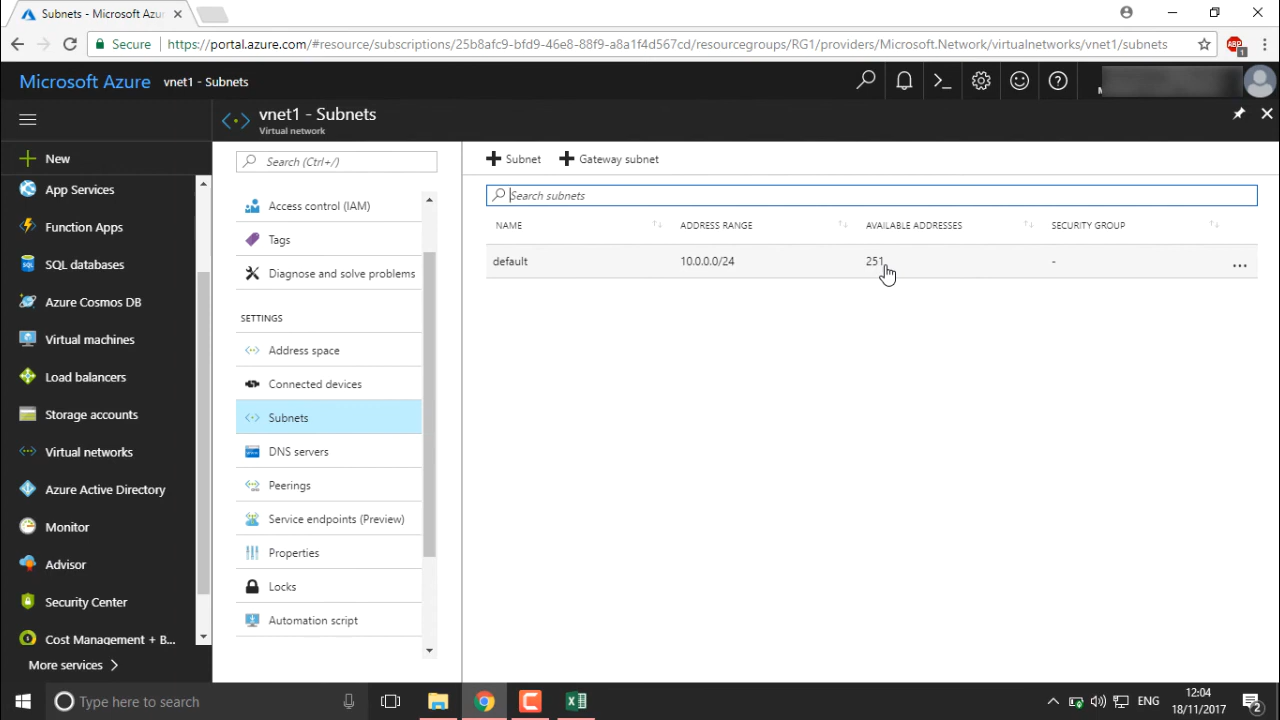 Subnets - Microsoft Azu
Secure
https://portal.azure.com/#resource/subscriptions/25b8afc9-bfd9-46e8-88f9-a8a1f4d567cd/resourcegroups/RG1/providers/Microsoft.Network/virtualnetworks/vnet1/subnets
ABP
1
Microsoft Azure vnet1 - Subnets
vnet1 - Subnets
Virtual network
New
App Services
Function Apps
SQL databases
Azure Cosmos DB
Virtual machines
Load balancers
Storage accounts
Virtual networks
Azure Active Directory
Monitor
Advisor
Security Center
Cost Management + B...
More services
Search (Ctrl+/)
Access control (IAM)
Tags
Diagnose and solve problems
SETTINGS
Address space
Connected devices
Subnets
DNS servers
Peerings
Service endpoints (Preview)
Properties
Locks
Automation script
Subnet Gateway subnet
Search subnets
NAME ADDRESS RANGE AVAILABLE ADDRESSES SECURITY GROUP
default 10.0.0.0/24 251 - ...
Type here to search
ENG
12:04
18/11/2017
2